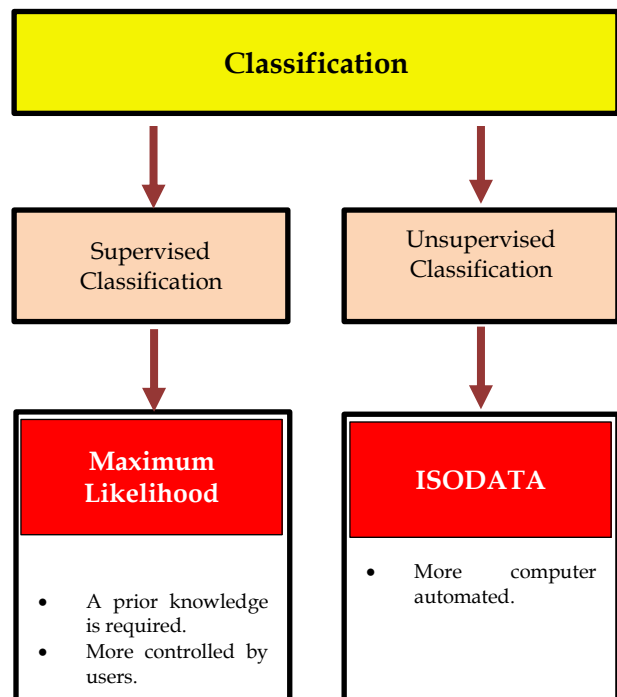 Classification
Supervised
Classification
Unsupervised
Classification
Maximum
Likelihood
• A prior knowledge
is required.
• More controlled by
users.
ISODATA
• More computer
automated.